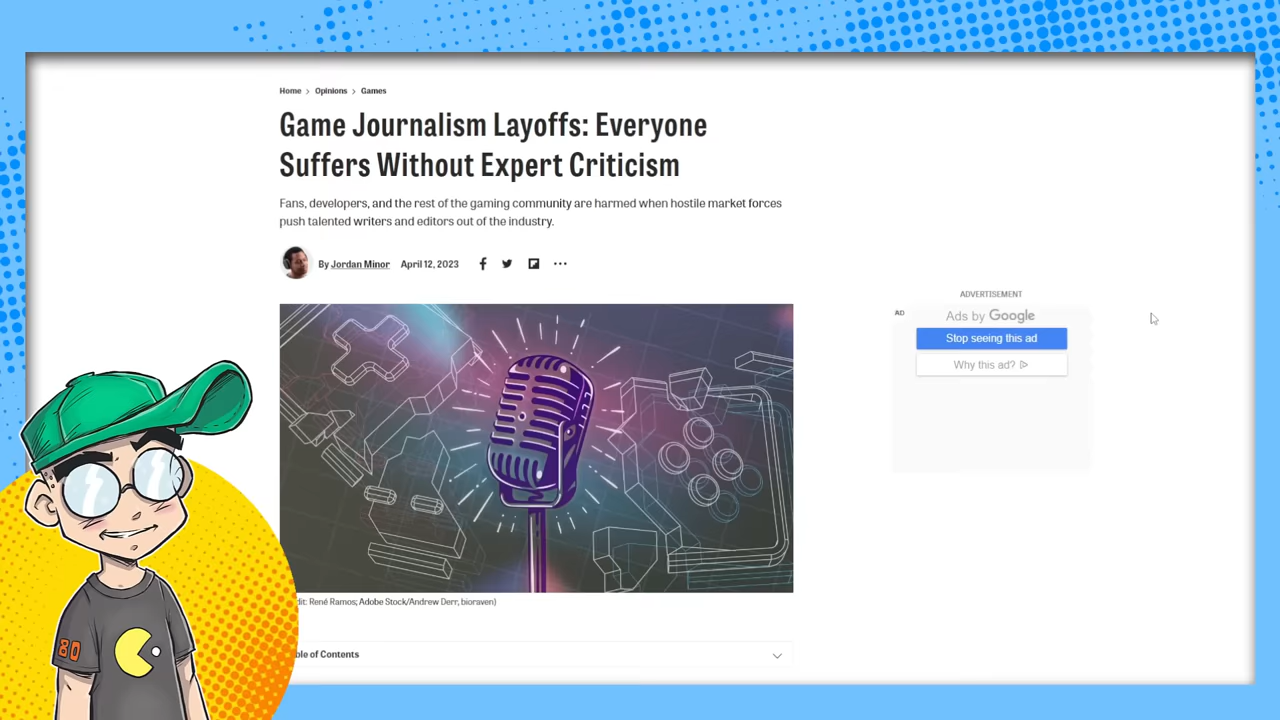 Home > Opinions > Games
Game Journalism Layoffs: Everyone
Suffers Without Expert Criticism
Fans, developers, and the rest of the gaming community are harmed when hostile market forces
push talented writers and editors out of the industry.
By Jordan Minor April 12, 2023
ADVERTISEMENT
AD
Ads by Google
Stop seeing this ad
Why this ad?
dit: René Ramos; Adobe Stock/Andrew Derr, bioraven)
ble of Contents
80